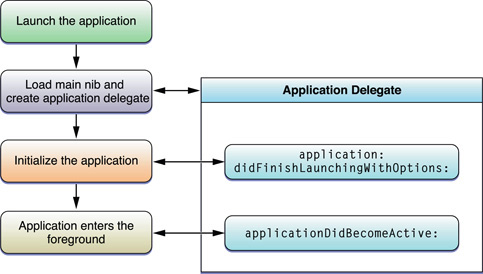 Launch the application
Load main nib and
create application delegate
Application Delegate
Initialize the application
application:
didFinishLaunchingWithOptions:
Application enters the
foreground
applicationDidBecomeActive: